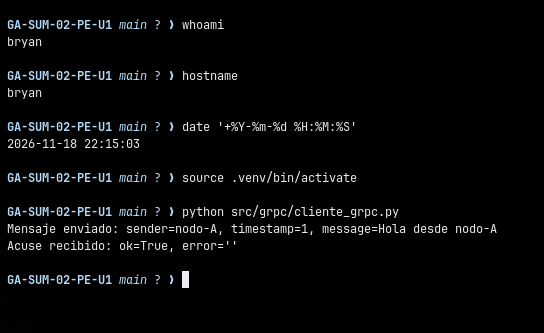 GA-SUM-02-PE-U1 main ? ❯ whoami
bryan
GA-SUM-02-PE-U1 main ? ❯ hostname
bryan
GA-SUM-02-PE-U1 main ? ❯ date '+%Y-%m-%d %H:%M:%S'
2026-11-18 22:15:03
GA-SUM-02-PE-U1 main ? ❯ source .venv/bin/activate
GA-SUM-02-PE-U1 main ? ❯ python src/grpc/cliente_grpc.py
Mensaje enviado: sender=nodo-A, timestamp=1, message=Hola desde nodo-A
Acuse recibido: ok=True, error=''
GA-SUM-02-PE-U1 main ? ❯